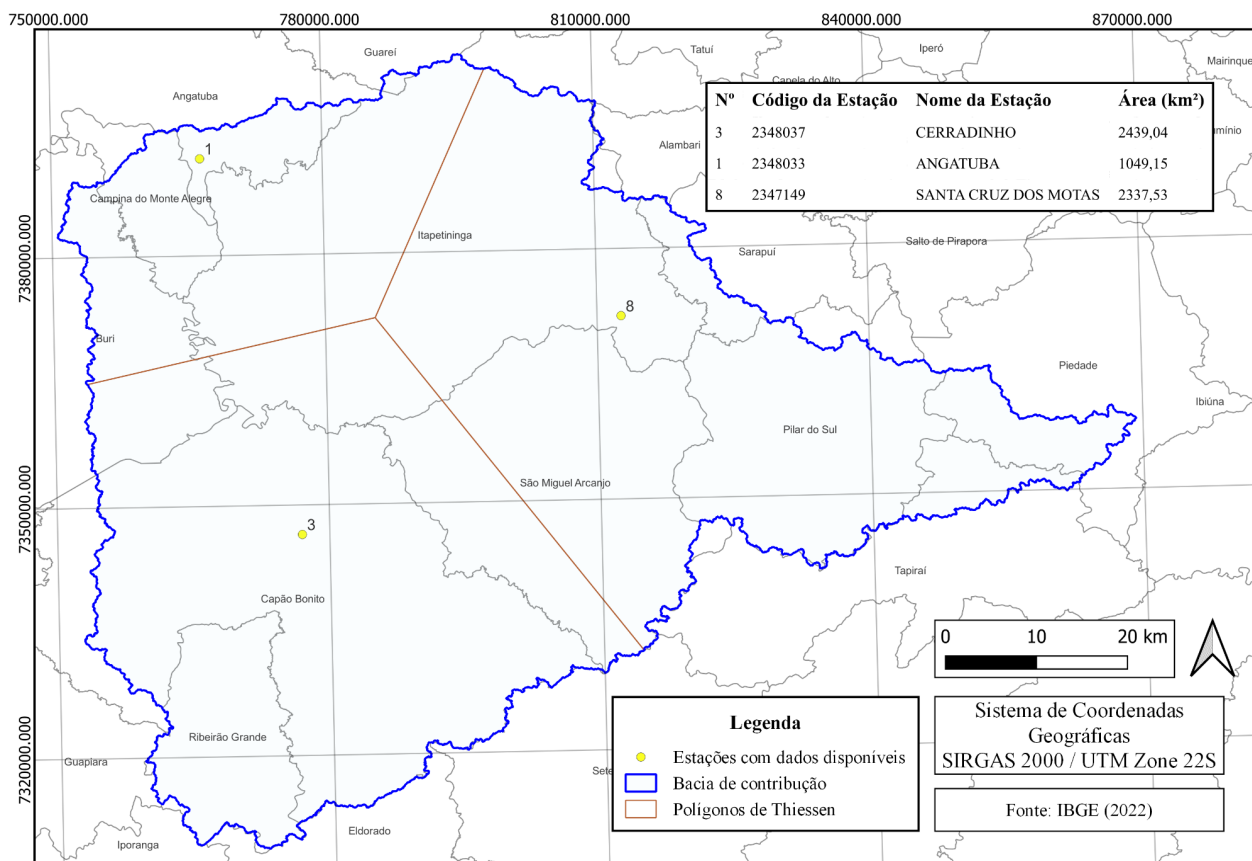 750000.000 780000.000 810000.000 840000.000 870000.000
Guareí
Tatuí
Iperó
Mairinque
Capela do Alto
Angatuba
Nº Código da Estação Nome da Estação Área (km²)
3 2348037 CERRADINHO 2439,04
1 2348033 ANGATUBA 1049,15
8 2347149 SANTA CRUZ DOS MOTAS 2337,53
umínio
Alambari
1
Campina do Monte Alegre
Itapetininga
Salto de Pirapora
Sarapuí
7380000.000
8
Buri
Piedade
Ibiúna
Pilar do Sul
São Miguel Arcanjo
7350000.000
3
Tapiraí
Capão Bonito
0 10 20 km
Ribeirão Grande
Guapiara
7320000.000
Sete
Legenda
Estações com dados disponíveis
Bacia de contribução
Polígonos de Thiessen
Sistema de Coordenadas
Geográficas
SIRGAS 2000 / UTM Zone 22S
Fonte: IBGE (2022)
Eldorado
Iporanga